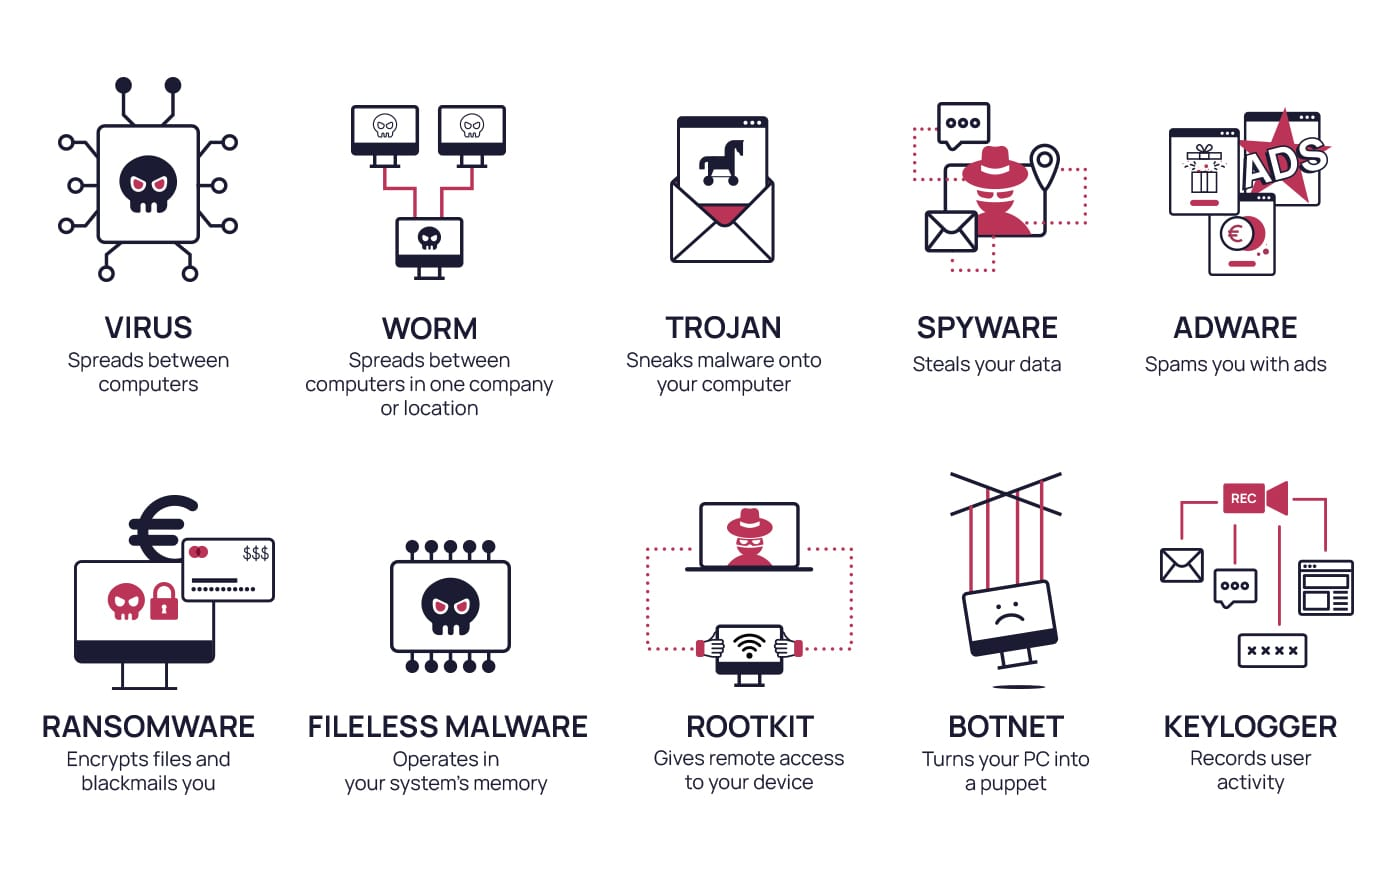 ADS
€
VIRUS
Spreads between
computers
WORM
Spreads between
computers in one company
or location
TROJAN
Sneaks malware onto
your computer
SPYWARE
Steals your data
ADWARE
Spams you with ads
€
$$$
REC
××××
RANSOMWARE
Encrypts files and
blackmails you
FILELESS MALWARE
Operates in
your system's memory
ROOTKIT
Gives remote access
to your device
BOTNET
Turns your PC into
a puppet
KEYLOGGER
Records user
activity